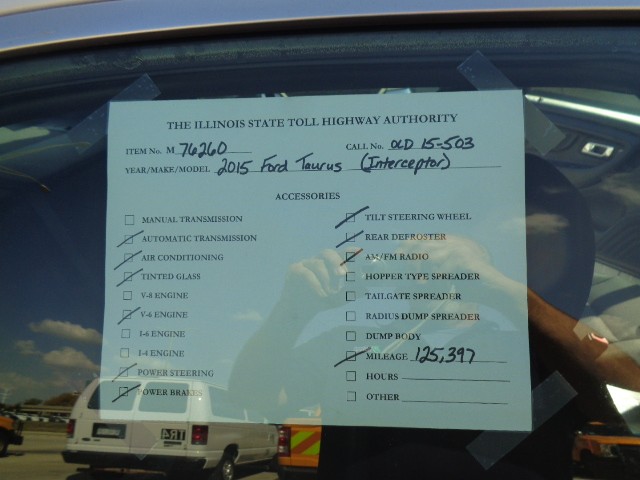 THE ILLINOIS STATE TOLL HIGHWAY AUTHORITY
ITEM No. M 76260 CALL No. OLD 15-503
YEAR/MAKE/MODEL 2015 Ford Taurus (Interceptor)
ACCESSORIES
MANUAL TRANSMISSION
AUTOMATIC TRANSMISSION
AIR CONDITIONING
TINTED GLASS
V-8 ENGINE
V-6 ENGINE
I-6 ENGINE
I-4 ENGINE
POWER STEERING
POWER BRAKES
TILT STEERING WHEEL
REAR DEFROSTER
AM/FM RADIO
HOPPER TYPE SPREADER
TAILGATE SPREADER
RADIUS DUMP SPREADER
DUMP BODY
MILEAGE 125,397
HOURS
OTHER